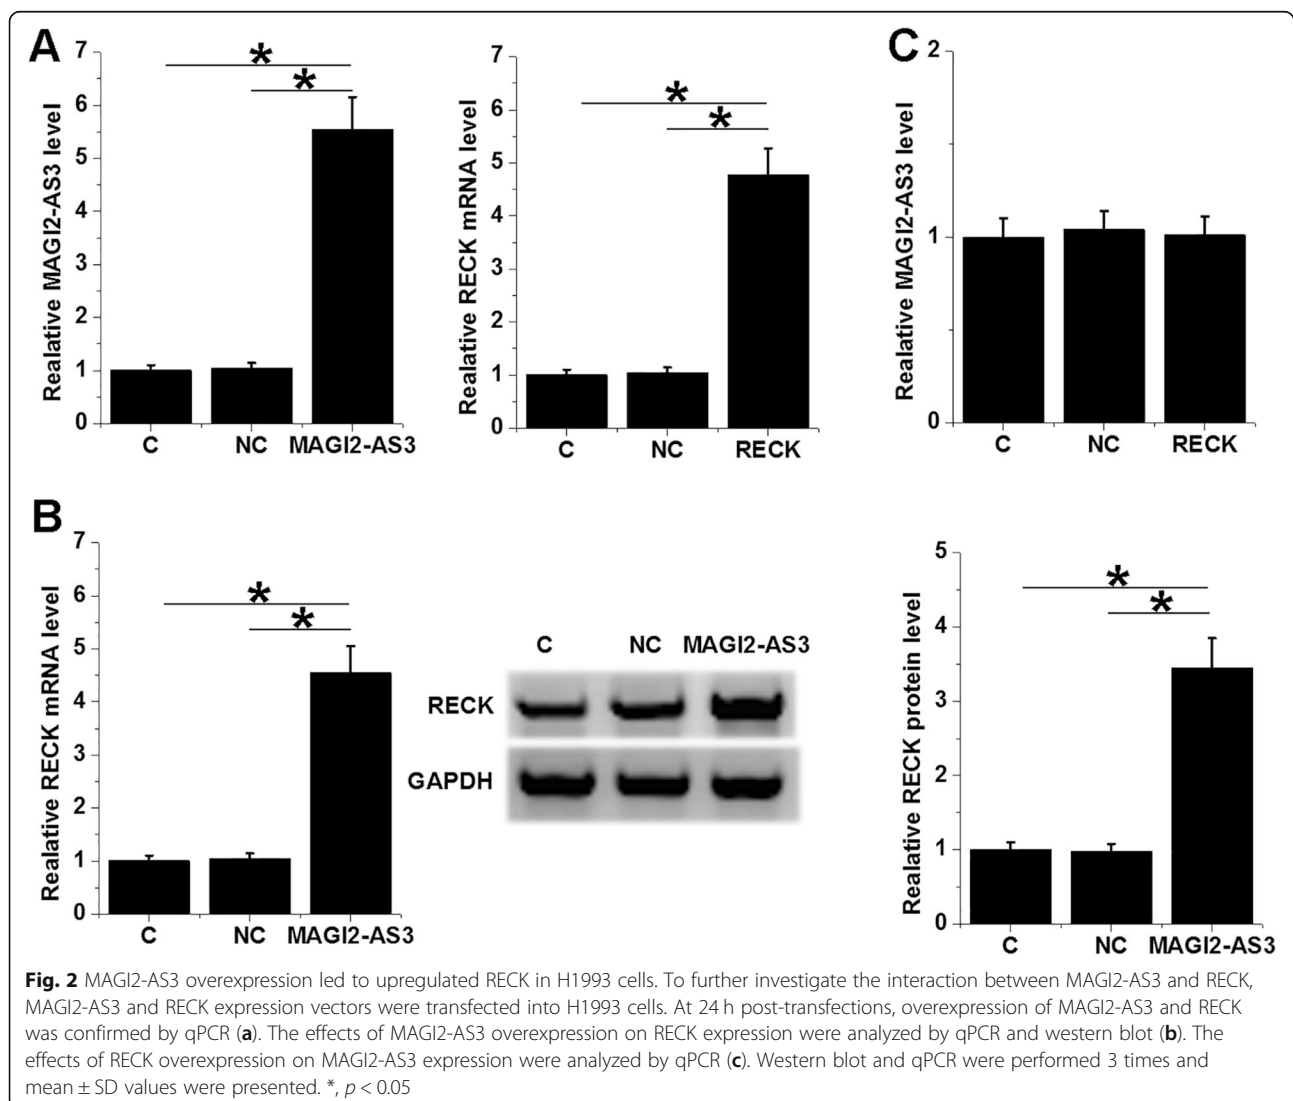 A
Realative MAGI2-AS3 level
7
6
5
4
3
2
1
0
*
*
C NC MAGI2-AS3
Realative RECK mRNA level
7
6
5
4
3
2
1
0
*
*
C NC RECK
C
Realative MAGI2-AS3 level
2
1
0
C NC RECK
B
Realative RECK mRNA level
7
6
5
4
3
2
1
0
*
*
C NC MAGI2-AS3
C NC MAGI2-AS3
RECK
GAPDH
Realative RECK protein level
5
4
3
2
1
0
*
*
C NC MAGI2-AS3
Fig. 2 MAGI2-AS3 overexpression led to upregulated RECK in H1993 cells. To further investigate the interaction between MAGI2-AS3 and RECK,
MAGI2-AS3 and RECK expression vectors were transfected into H1993 cells. At 24 h post-transfections, overexpression of MAGI2-AS3 and RECK
was confirmed by qPCR (a). The effects of MAGI2-AS3 overexpression on RECK expression were analyzed by qPCR and western blot (b). The
effects of RECK overexpression on MAGI2-AS3 expression were analyzed by qPCR (c). Western blot and qPCR were performed 3 times and
mean ± SD values were presented. *, p < 0.05